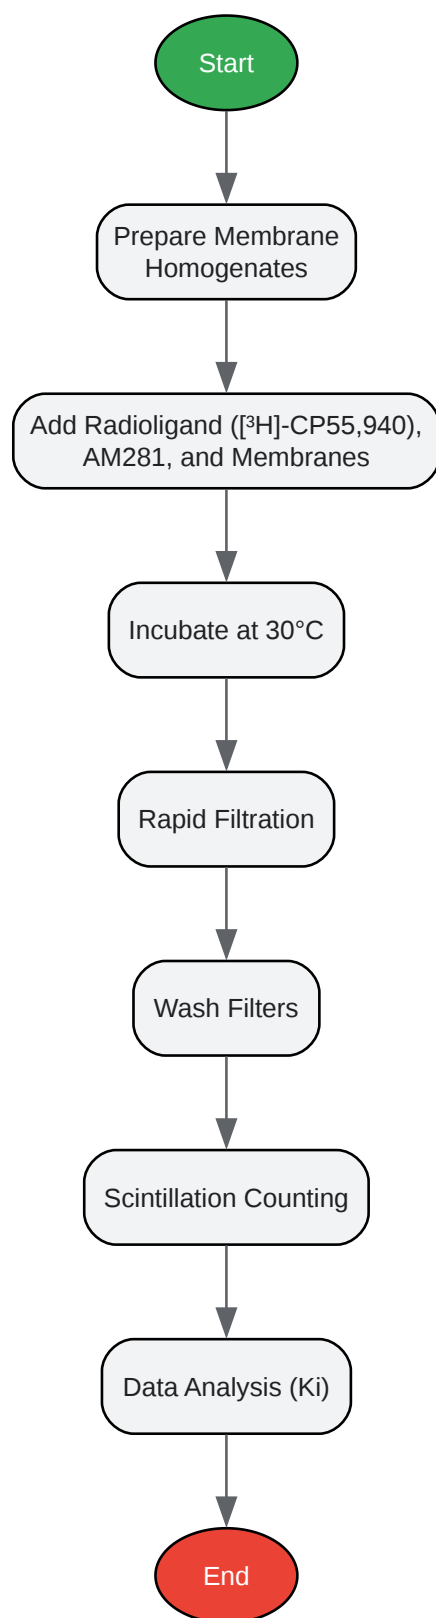 Start
Prepare Membrane
Homogenates
Add Radioligand ([³H]-CP55,940),
AM281, and Membranes
Incubate at 30°C
Rapid Filtration
Wash Filters
Scintillation Counting
Data Analysis (Ki)
End